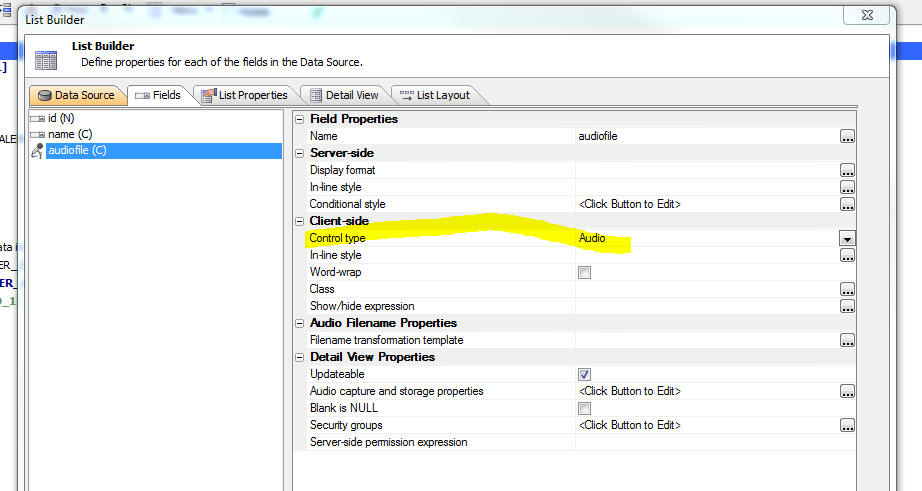 List Builder
List Builder
Define properties for each of the fields in the Data Source.
Data Source Fields List Properties Detail View List Layout
id (N)
name (C)
audiofile (C)
Field Properties
Name audiofile ...
Server-side
Display format ...
In-line style ...
Conditional style <Click Button to Edit> ...
Client-side
Control type Audio
In-line style ...
Word-wrap
Class ...
Show/hide expression ...
Audio Filename Properties
Filename transformation template ...
Detail View Properties
Updateable
Audio capture and storage properties <Click Button to Edit> ...
Blank is NULL
Security groups <Click Button to Edit> ...
Server-side permission expression